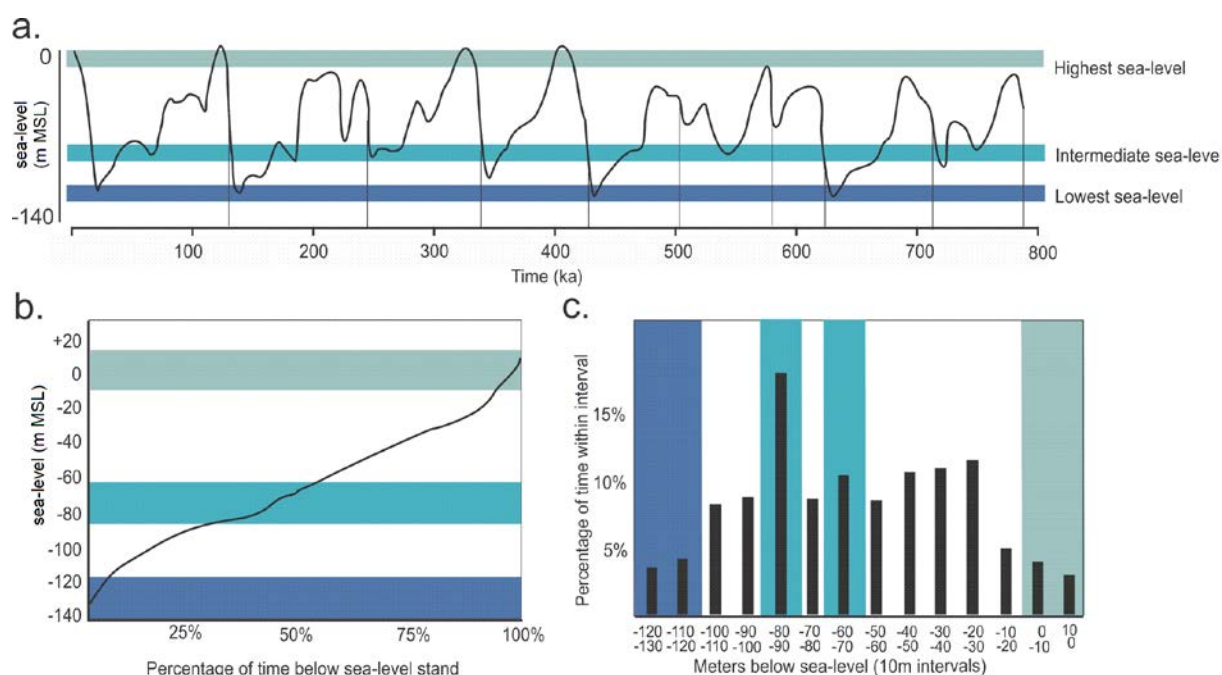 a.
0
sea-level
(m MSL)
-140
Highest sea-level
Intermediate sea-leve
Lowest sea-level
100 200 300 400 500 600 700 800
Time (ka)
b.
+20
0
-20
-40
-60
-80
-100
-120
-140
sea-level (m MSL)
25% 50% 75% 100%
Percentage of time below sea-level stand
c.
Percentage of time within interval
15%
10%
5%
-120 -110 -100 -90 -80 -70 -60 -50 -40 -30 -20 -10 0 10
-130 -120 -110 -100 -90 -80 -70 -60 -50 -40 -30 -20 -10 0
Meters below sea-level (10m intervals)